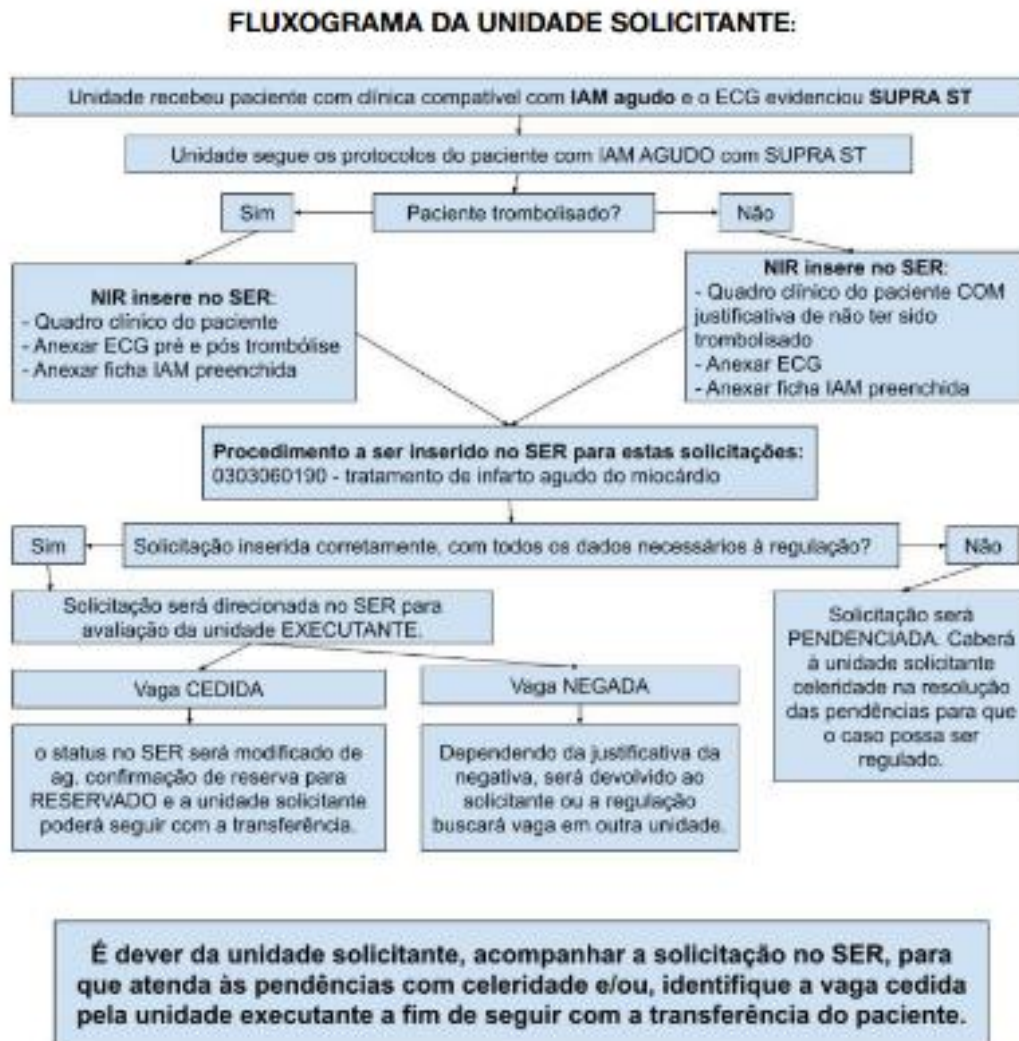 FLUXOGRAMA DA UNIDADE SOLICITANTE:
Unidade recebeu paciente com clínica compatível com IAM agudo e o ECG evidenciou SUPRA ST
Unidade segue os protocolos do paciente com IAM AGUDO com SUPRA ST
Sim
Paciente trombolisado?
Não
NIR insere no SER:
- Quadro clínico do paciente
- Anexar ECG pré e pós trombólise
- Anexar ficha IAM preenchida
NIR insere no SER:
- Quadro clínico do paciente COM
justificativa de não ter sido
trombolisado
- Anexar ECG
- Anexar ficha IAM preenchida
Procedimento a ser inserido no SER para estas solicitações:
0303060190 - tratamento de infarto agudo do miocárdio
Sim
Solicitação inserida corretamente, com todos os dados necessários à regulação?
Não
Solicitação será direcionada no SER para
avaliação da unidade EXECUTANTE.
Solicitação será
PENDENCIADA. Caberá
à unidade solicitante
celeridade na resolução
das pendências para que
o caso possa ser
regulado.
Vaga CEDIDA
Vaga NEGADA
o status no SER será modificado de
ag. confirmação de reserva para
RESERVADO e a unidade solicitante
poderá seguir com a transferência.
Dependendo da justificativa da
negativa, será devolvido ao
solicitante ou a regulação
buscará vaga em outra unidade.
É dever da unidade solicitante, acompanhar a solicitação no SER, para
que atenda às pendências com celeridade e/ou, identifique a vaga cedida
pela unidade executante a fim de seguir com a transferência do paciente.